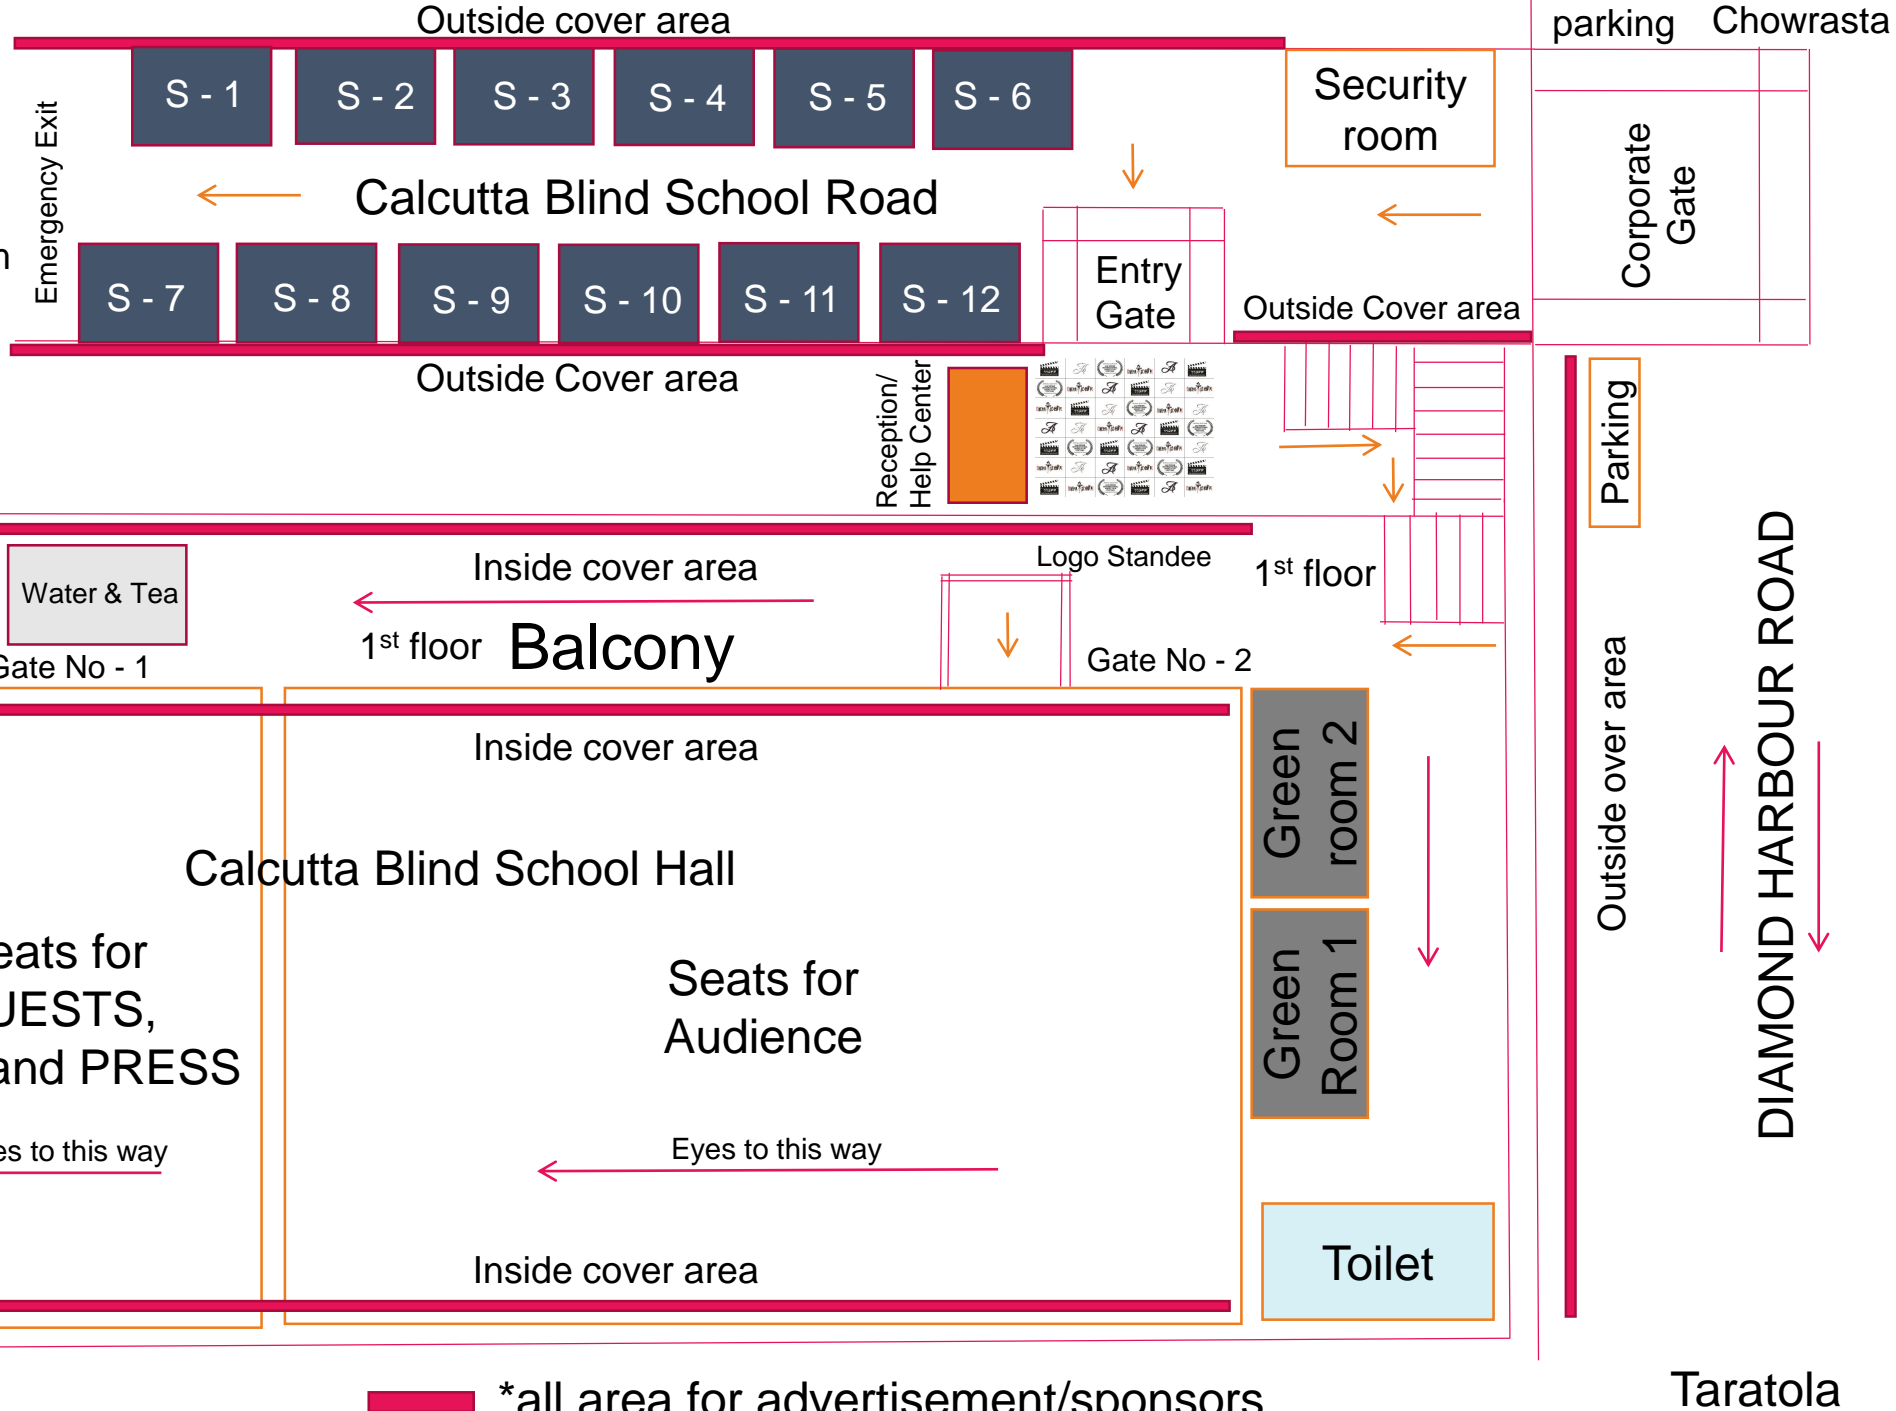 Outside cover area
parking
Chowrasta
S - 1
S - 2
S - 3
S - 4
S - 5
S - 6
Security
room
Emergency Exit
Calcutta Blind School Road
Corporate
Gate
S - 7
S - 8
S - 9
S - 10
S - 11
S - 12
Entry
Gate
Outside Cover area
Outside Cover area
Reception/
Help Center
Parking
Inside cover area
Logo Standee
1st floor
Water & Tea
1st floor
Balcony
Gate No - 1
Gate No - 2
Inside cover area
Green
room 2
Outside over area
DIAMOND HARBOUR ROAD
Calcutta Blind School Hall
eats for
UESTS,
and PRESS
Seats for
Audience
Green
Room 1
es to this way
Eyes to this way
Inside cover area
Toilet
*all area for advertisement/sponsors
Taratola